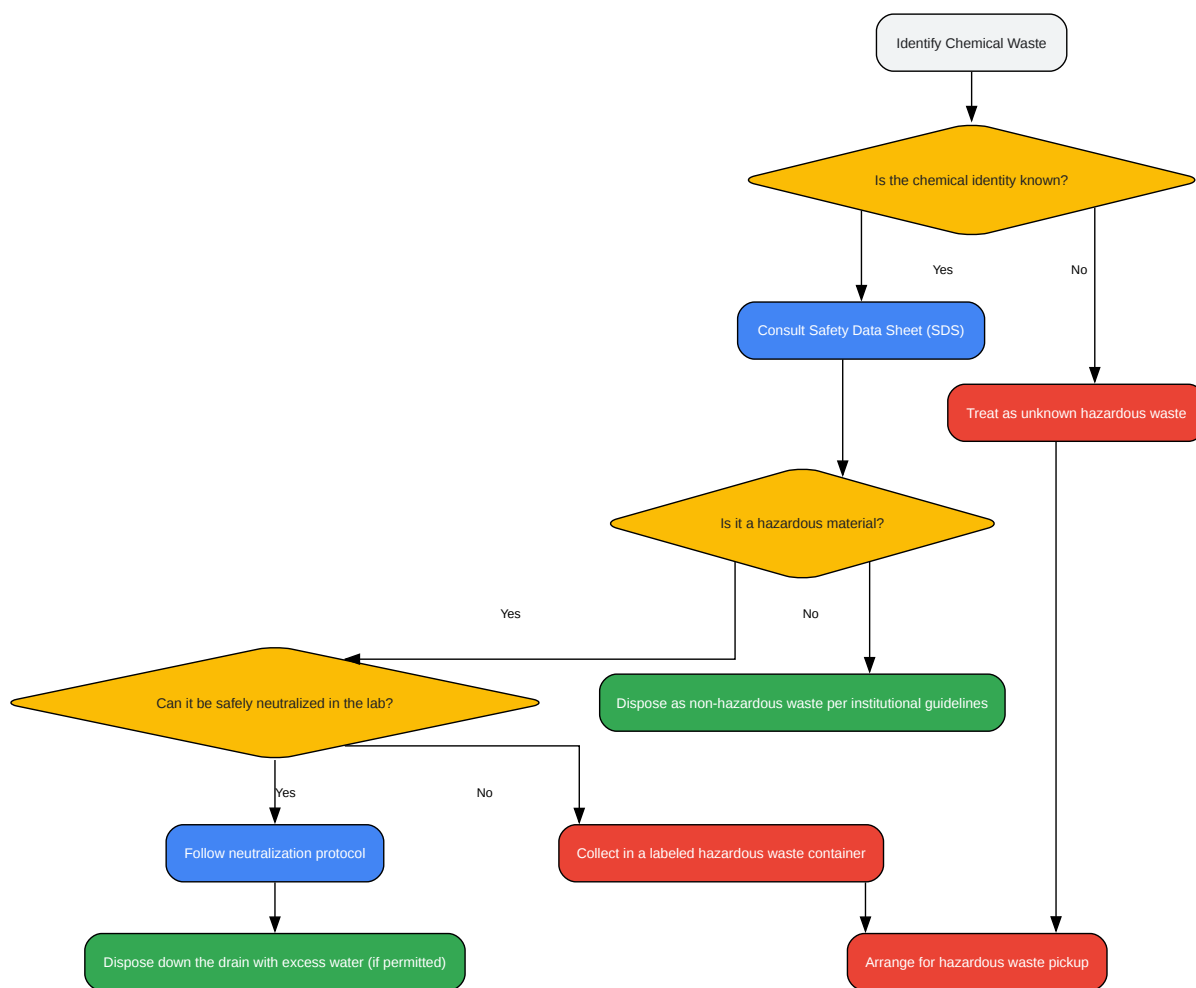 Identify Chemical Waste
Is the chemical identity known?
Yes
No
Consult Safety Data Sheet (SDS)
Treat as unknown hazardous waste
Is it a hazardous material?
Yes
No
Can it be safely neutralized in the lab?
Dispose as non-hazardous waste per institutional guidelines
Yes
No
Follow neutralization protocol
Collect in a labeled hazardous waste container
Dispose down the drain with excess water (if permitted)
Arrange for hazardous waste pickup